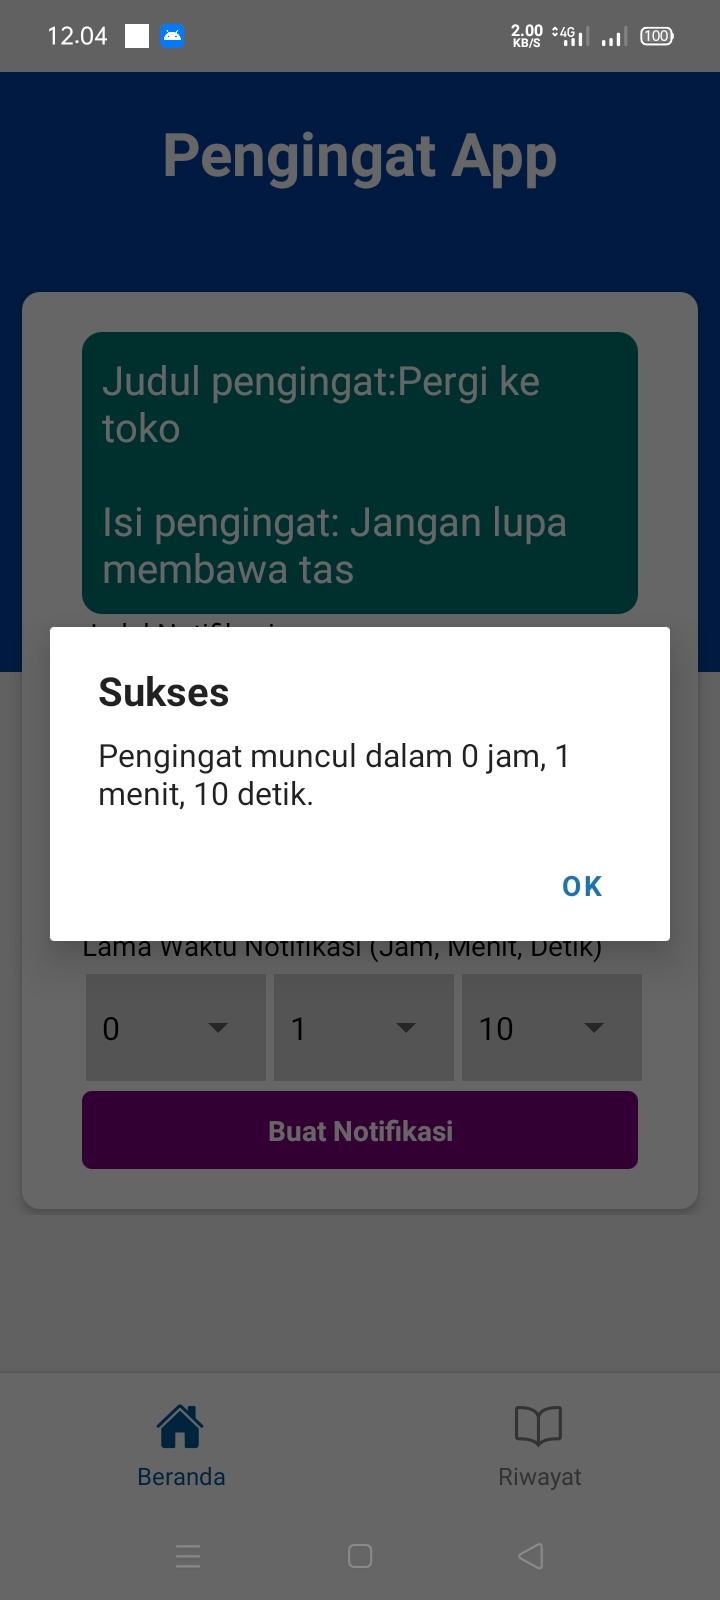 12.04
2.00
KB/S
4G
100
Pengingat App
Judul pengingat:Pergi ke
toko
Isi pengingat: Jangan lupa
membawa tas
Sukses
Pengingat muncul dalam 0 jam, 1
menit, 10 detik.
OK
Lama Waktu Notifikasi (Jam, Menit, Detik)
0
1
10
Buat Notifikasi
Beranda
Riwayat